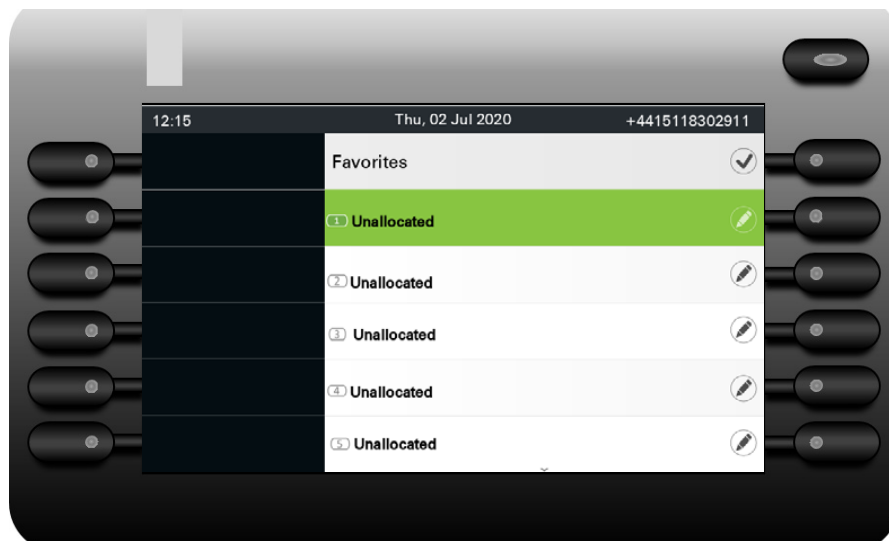 12:15 Thu, 02 Jul 2020 +4415118302911
Favorites
1 Unallocated
2 Unallocated
3 Unallocated
4 Unallocated
5 Unallocated